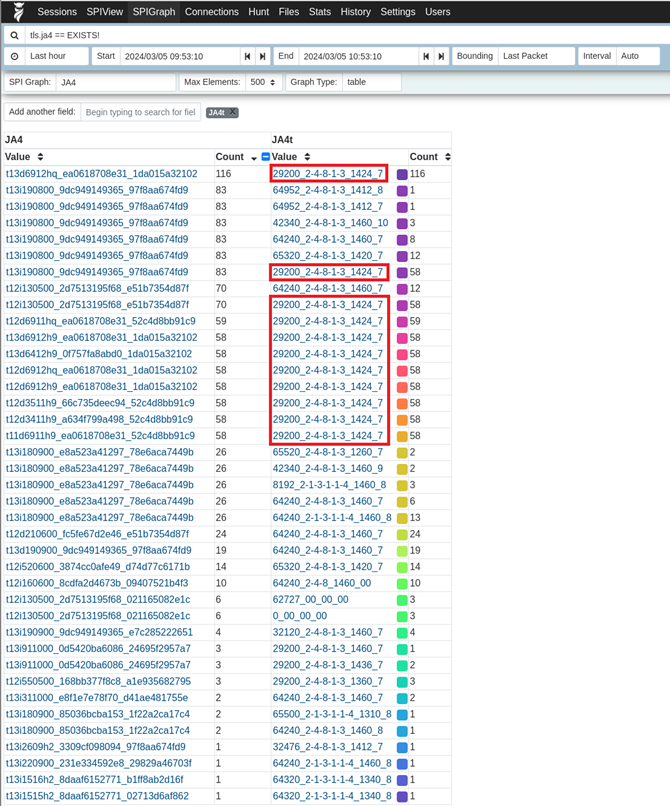 Sessions SPIView SPIGraph Connections Hunt Files Stats History Settings Users
tls.ja4 == EXISTS!
Last hour Start 2024/03/05 09:53:10 End 2024/03/05 10:53:10 Bounding Last Packet Interval Auto
SPI Graph: JA4 Max Elements: 500 Graph Type: table
Add another field: Begin typing to search for fiel JA4t X
JA4 JA4t
Value Count Value Count
t13d6912hq_ea0618708e31_1da015a32102 116 29200_2-4-8-1-3_1424_7 116
t13i190800_9dc949149365_97f8aa674fd9 83 64952_2-4-8-1-3_1412_8 1
t13i190800_9dc949149365_97f8aa674fd9 83 64952_2-4-8-1-3_1412_7 1
t13i190800_9dc949149365_97f8aa674fd9 83 42340_2-4-8-1-3_1460_10 3
t13i190800_9dc949149365_97f8aa674fd9 83 64240_2-4-8-1-3_1460_7 8
t13i190800_9dc949149365_97f8aa674fd9 83 65320_2-4-8-1-3_1420_7 12
t13i190800_9dc949149365_97f8aa674fd9 83 29200_2-4-8-1-3_1424_7 58
t12i130500_2d7513195f68_e51b7354d87f 70 64240_2-4-8-1-3_1460_7 12
t12i130500_2d7513195f68_e51b7354d87f 70 29200_2-4-8-1-3_1424_7 58
t12d6911hq_ea0618708e31_52c4d8bb91c9 59 29200_2-4-8-1-3_1424_7 59
t13d6912h9_ea0618708e31_1da015a32102 58 29200_2-4-8-1-3_1424_7 58
t13d6412h9_0f757fa8abd0_1da015a32102 58 29200_2-4-8-1-3_1424_7 58
t12d6912hq_ea0618708e31_1da015a32102 58 29200_2-4-8-1-3_1424_7 58
t12d6912h9_ea0618708e31_1da015a32102 58 29200_2-4-8-1-3_1424_7 58
t12d3511h9_66c735deec94_52c4d8bb91c9 58 29200_2-4-8-1-3_1424_7 58
t12d3411h9_a634f799a498_52c4d8bb91c9 58 29200_2-4-8-1-3_1424_7 58
t11d6911h9_ea0618708e31_52c4d8bb91c9 58 29200_2-4-8-1-3_1424_7 58
t13i180900_e8a523a41297_78e6aca7449b 26 65520_2-4-8-1-3_1260_7 2
t13i180900_e8a523a41297_78e6aca7449b 26 42340_2-4-8-1-3_1460_9 2
t13i180900_e8a523a41297_78e6aca7449b 26 8192_2-1-3-1-1-4_1460_8 3
t13i180900_e8a523a41297_78e6aca7449b 26 64240_2-4-8-1-3_1460_7 6
t13i180900_e8a523a41297_78e6aca7449b 26 64240_2-1-3-1-1-4_1460_8 13
t12d210600_fc5fe67d2e46_e51b7354d87f 24 64240_2-4-8-1-3_1460_7 24
t13d190900_9dc949149365_97f8aa674fd9 19 64240_2-4-8-1-3_1460_7 19
t12i520600_3874cc0afe49_d74d77c6171b 14 65320_2-4-8-1-3_1420_7 14
t12i160600_8cdfa2d4673b_09407521b4f3 10 64240_2-4-8_1460_00 10
t12i130500_2d7513195f68_021165082e1c 6 62727_00_00_00 3
t12i130500_2d7513195f68_021165082e1c 6 0_00_00_00 3
t13i190900_9dc949149365_e7c285222651 4 32120_2-4-8-1-3_1460_7 4
t13i911000_0d5420ba6086_24695f2957a7 3 29200_2-4-8-1-3_1460_7 1
t13i911000_0d5420ba6086_24695f2957a7 3 29200_2-4-8-1-3_1436_7 2
t12i550500_168bb377f8c8_a1e935682795 3 29200_2-4-8-1-3_1360_7 3
t13i311000_e8f1e7e78f70_d41ae481755e 2 64240_2-4-8-1-3_1460_7 2
t13i180900_85036bcba153_1f22a2ca17c4 2 65500_2-1-3-1-1-4_1310_8 1
t13i180900_85036bcba153_1f22a2ca17c4 2 64240_2-4-8-1-3_1460_8 1
t13i2609h2_3309cf098094_97f8aa674fd9 1 32476_2-4-8-1-3_1412_7 1
t13i220900_231e334592e8_29829a46703f 1 64240_2-1-3-1-1-4_1460_8 1
t13i1516h2_8daaf6152771_b1ff8ab2d16f 1 64320_2-1-3-1-1-4_1340_8 1
t13i1515h2_8daaf6152771_02713d6af862 1 64320_2-1-3-1-1-4_1340_8 1